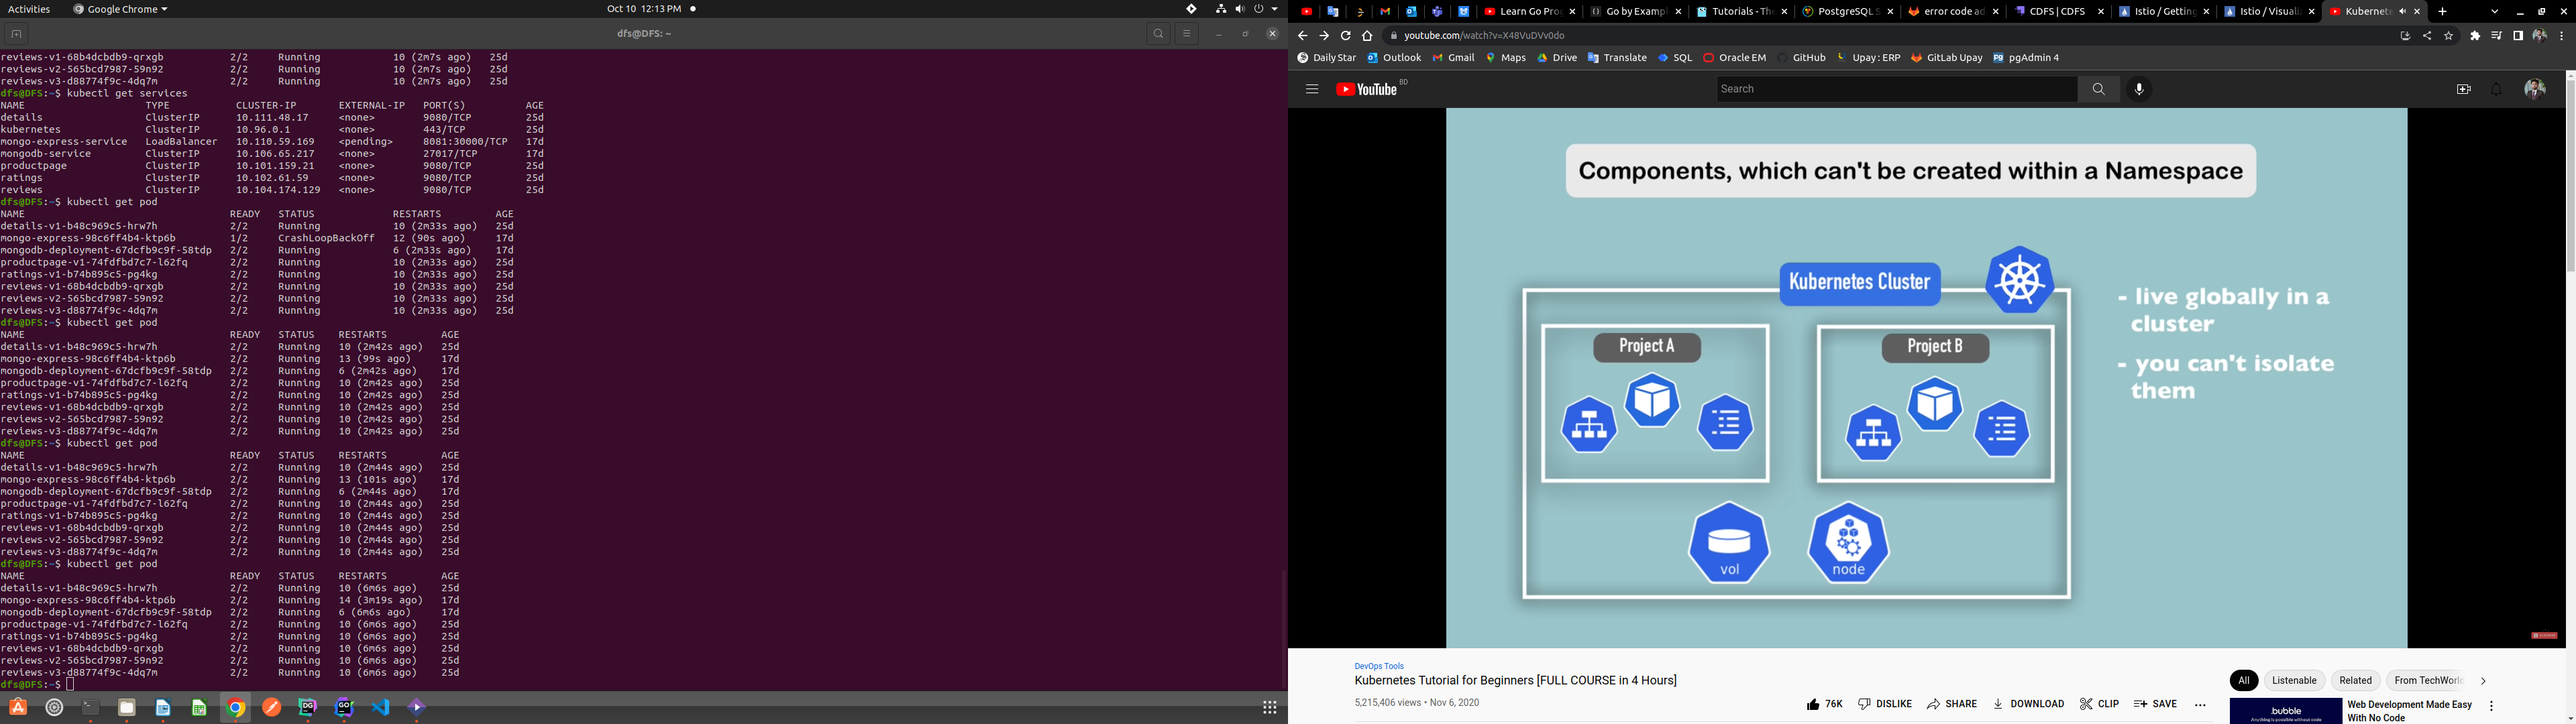 Activities
Google Chrome
Oct 10 12:13 PM
dfs@DFS: ~
reviews-v1-68b4dcbdb9-qrxgb 2/2 Running 10 (2m7s ago) 25d
reviews-v2-565bcd7987-59n92 2/2 Running 10 (2m7s ago) 25d
reviews-v3-d88774f9c-4dq7m 2/2 Running 10 (2m7s ago) 25d
dfs@DFS:~$ kubectl get services
NAME TYPE CLUSTER-IP EXTERNAL-IP PORT(S) AGE
details ClusterIP 10.111.48.17 <none> 9080/TCP 25d
kubernetes ClusterIP 10.96.0.1 <none> 443/TCP 25d
mongo-express-service LoadBalancer 10.110.59.169 <pending> 8081:30000/TCP 17d
mongodb-service ClusterIP 10.106.65.217 <none> 27017/TCP 17d
productpage ClusterIP 10.101.159.21 <none> 9080/TCP 25d
ratings ClusterIP 10.102.61.59 <none> 9080/TCP 25d
reviews ClusterIP 10.104.174.129 <none> 9080/TCP 25d
dfs@DFS:~$ kubectl get pod
NAME READY STATUS RESTARTS AGE
details-v1-b48c969c5-hrw7h 2/2 Running 10 (2m33s ago) 25d
mongo-express-98c6ff4b4-ktp6b 1/2 CrashLoopBackOff 12 (90s ago) 17d
mongodb-deployment-67dcfb9c9f-58tdp 2/2 Running 6 (2m33s ago) 17d
productpage-v1-74fdfbd7c7-l62fq 2/2 Running 10 (2m33s ago) 25d
ratings-v1-b74b895c5-pg4kg 2/2 Running 10 (2m33s ago) 25d
reviews-v1-68b4dcbdb9-qrxgb 2/2 Running 10 (2m33s ago) 25d
reviews-v2-565bcd7987-59n92 2/2 Running 10 (2m33s ago) 25d
reviews-v3-d88774f9c-4dq7m 2/2 Running 10 (2m33s ago) 25d
dfs@DFS:~$ kubectl get pod
NAME READY STATUS RESTARTS AGE
details-v1-b48c969c5-hrw7h 2/2 Running 10 (2m42s ago) 25d
mongo-express-98c6ff4b4-ktp6b 2/2 Running 13 (99s ago) 17d
mongodb-deployment-67dcfb9c9f-58tdp 2/2 Running 6 (2m42s ago) 17d
productpage-v1-74fdfbd7c7-l62fq 2/2 Running 10 (2m42s ago) 25d
ratings-v1-b74b895c5-pg4kg 2/2 Running 10 (2m42s ago) 25d
reviews-v1-68b4dcbdb9-qrxgb 2/2 Running 10 (2m42s ago) 25d
reviews-v2-565bcd7987-59n92 2/2 Running 10 (2m42s ago) 25d
reviews-v3-d88774f9c-4dq7m 2/2 Running 10 (2m42s ago) 25d
dfs@DFS:~$ kubectl get pod
NAME READY STATUS RESTARTS AGE
details-v1-b48c969c5-hrw7h 2/2 Running 10 (2m44s ago) 25d
mongo-express-98c6ff4b4-ktp6b 2/2 Running 13 (101s ago) 17d
mongodb-deployment-67dcfb9c9f-58tdp 2/2 Running 6 (2m44s ago) 17d
productpage-v1-74fdfbd7c7-l62fq 2/2 Running 10 (2m44s ago) 25d
ratings-v1-b74b895c5-pg4kg 2/2 Running 10 (2m44s ago) 25d
reviews-v1-68b4dcbdb9-qrxgb 2/2 Running 10 (2m44s ago) 25d
reviews-v2-565bcd7987-59n92 2/2 Running 10 (2m44s ago) 25d
reviews-v3-d88774f9c-4dq7m 2/2 Running 10 (2m44s ago) 25d
dfs@DFS:~$ kubectl get pod
NAME READY STATUS RESTARTS AGE
details-v1-b48c969c5-hrw7h 2/2 Running 10 (6m6s ago) 25d
mongo-express-98c6ff4b4-ktp6b 2/2 Running 14 (3m19s ago) 17d
mongodb-deployment-67dcfb9c9f-58tdp 2/2 Running 6 (6m6s ago) 17d
productpage-v1-74fdfbd7c7-l62fq 2/2 Running 10 (6m6s ago) 25d
ratings-v1-b74b895c5-pg4kg 2/2 Running 10 (6m6s ago) 25d
reviews-v1-68b4dcbdb9-qrxgb 2/2 Running 10 (6m6s ago) 25d
reviews-v2-565bcd7987-59n92 2/2 Running 10 (6m6s ago) 25d
reviews-v3-d88774f9c-4dq7m 2/2 Running 10 (6m6s ago) 25d
dfs@DFS:~$
Learn Go Prog Go by Exampl Tutorials - The PostgreSQL S error code ad CDFS | CDFS Istio / Getting Istio / Visualiz Kubernete
youtube.com/watch?v=X48VuDVv0do
Daily Star Outlook Gmail Maps Drive Translate SQL Oracle EM GitHub Upay : ERP GitLab Upay pgAdmin 4
YouTube BD
Search
Components, which can't be created within a Namespace
Kubernetes Cluster
Project A
Project B
vol
node
- live globally in a
cluster
- you can't isolate
them
DevOps Tools
Kubernetes Tutorial for Beginners [FULL COURSE in 4 Hours]
5,215,406 views • Nov 6, 2020
76K DISLIKE SHARE DOWNLOAD CLIP SAVE
All Listenable Related From TechWorld
.bubble
Anything is possible without code
Web Development Made Easy
With No Code